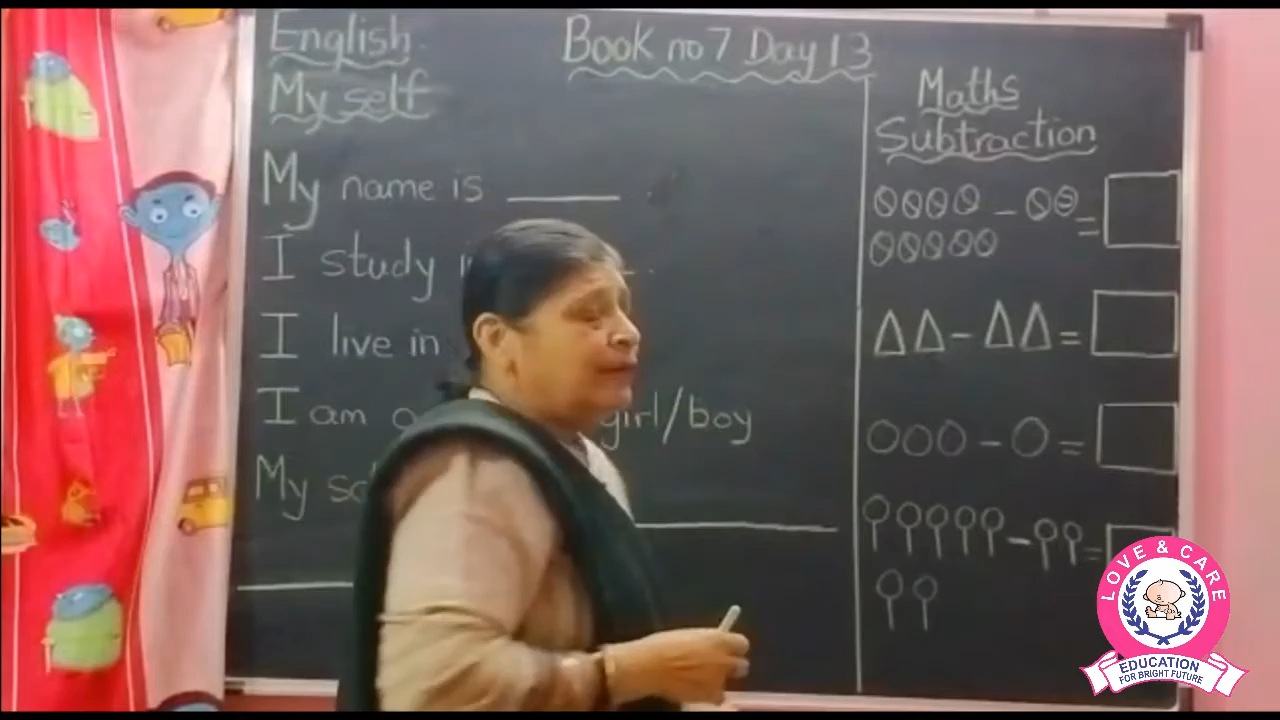 English.
My self
Book no 7 Day 13
My name is ______ .
I study
I live in
I am girl/boy
My
Maths
Subtraction
LOVE & CARE
EDUCATION
FOR BRIGHT FUTURE